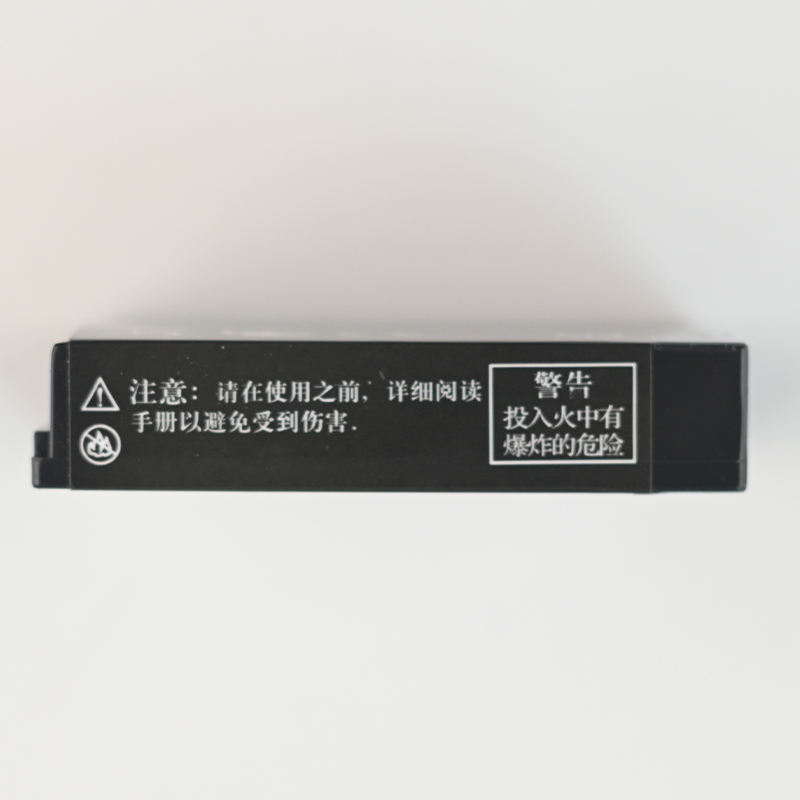 注意：请在使用之前，详细阅读
手册以避免受到伤害.
警告
投入火中有
爆炸的危险